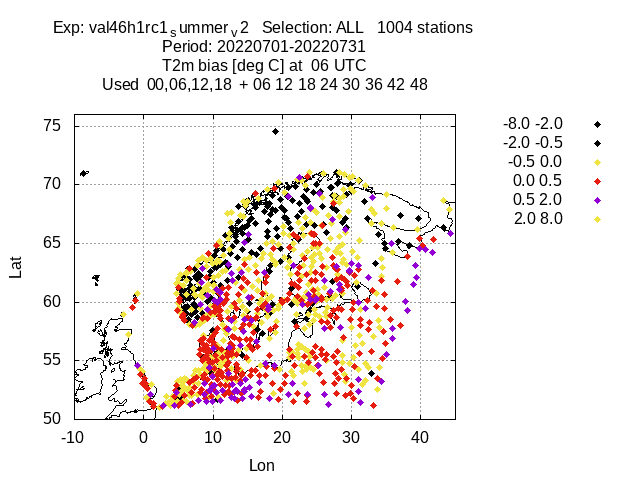 Exp: val46h1rc1summerv2 Selection: ALL 1004 stations
Period: 20220701-20220731
T2m bias [deg C] at 06 UTC
Used 00,06,12,18 + 06 12 18 24 30 36 42 48
75
70
65
60
55
50
Lat
-10 0 10 20 30 40
Lon
-8.0 -2.0
-2.0 -0.5
-0.5 0.0
0.0 0.5
0.5 2.0
2.0 8.0